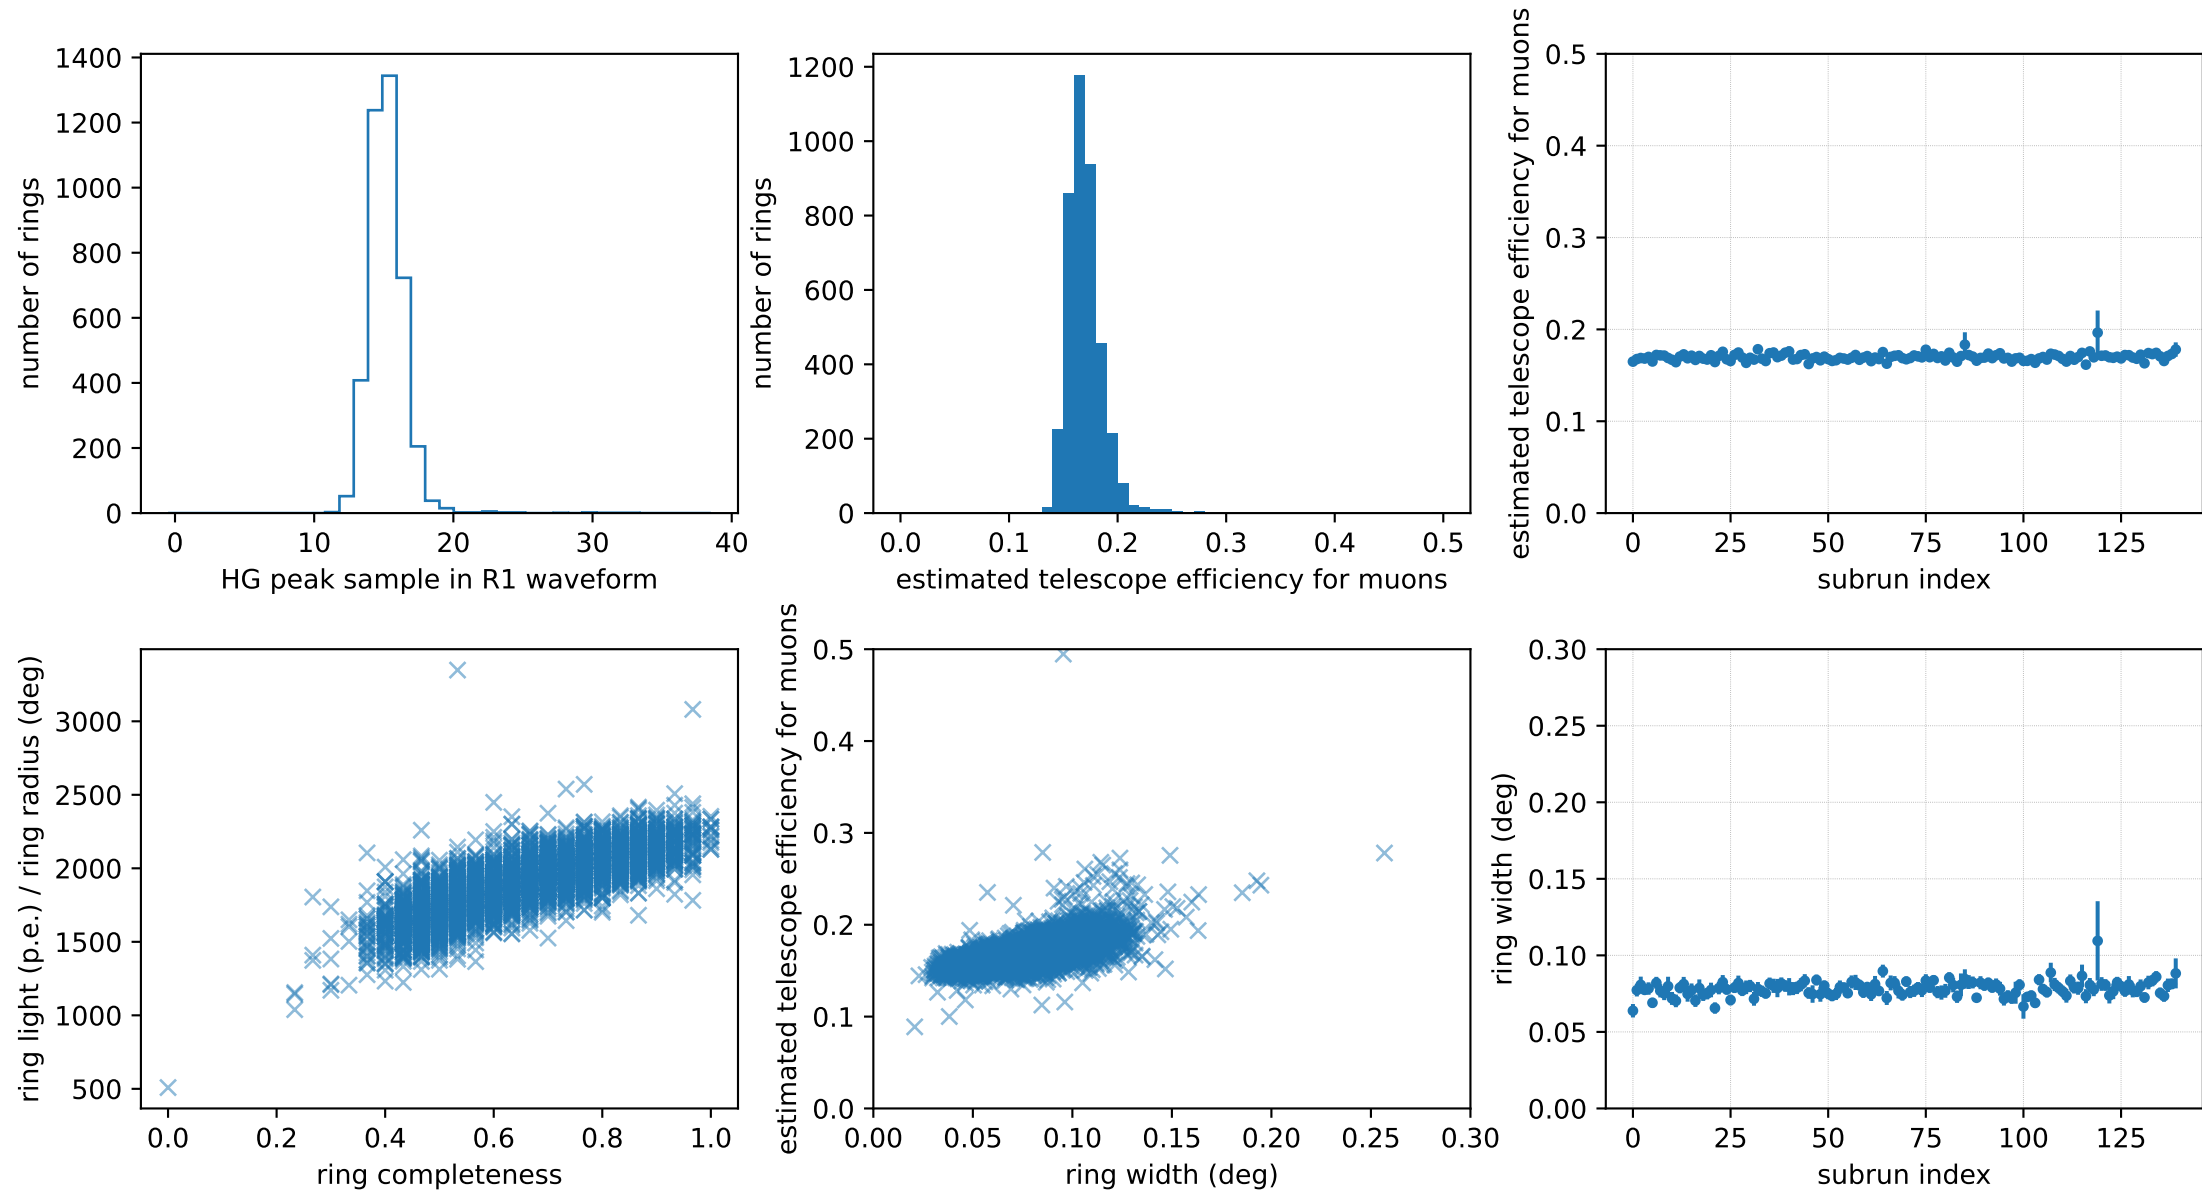 number of rings
1400
1200
1000
800
600
400
200
0
0 10 20 30 40
HG peak sample in R1 waveform
number of rings
1200
1000
800
600
400
200
0
0.0 0.1 0.2 0.3 0.4 0.5
estimated telescope efficiency for muons
estimated telescope efficiency for muons
0.5
0.4
0.3
0.2
0.1
0.0
0 25 50 75 100 125
subrun index
ring light (p.e.) / ring radius (deg)
3000
2500
2000
1500
1000
500
0.0 0.2 0.4 0.6 0.8 1.0
ring completeness
estimated telescope efficiency for muons
0.5
0.4
0.3
0.2
0.1
0.0
0.00 0.05 0.10 0.15 0.20 0.25 0.30
ring width (deg)
ring width (deg)
0.30
0.25
0.20
0.15
0.10
0.05
0.00
0 25 50 75 100 125
subrun index